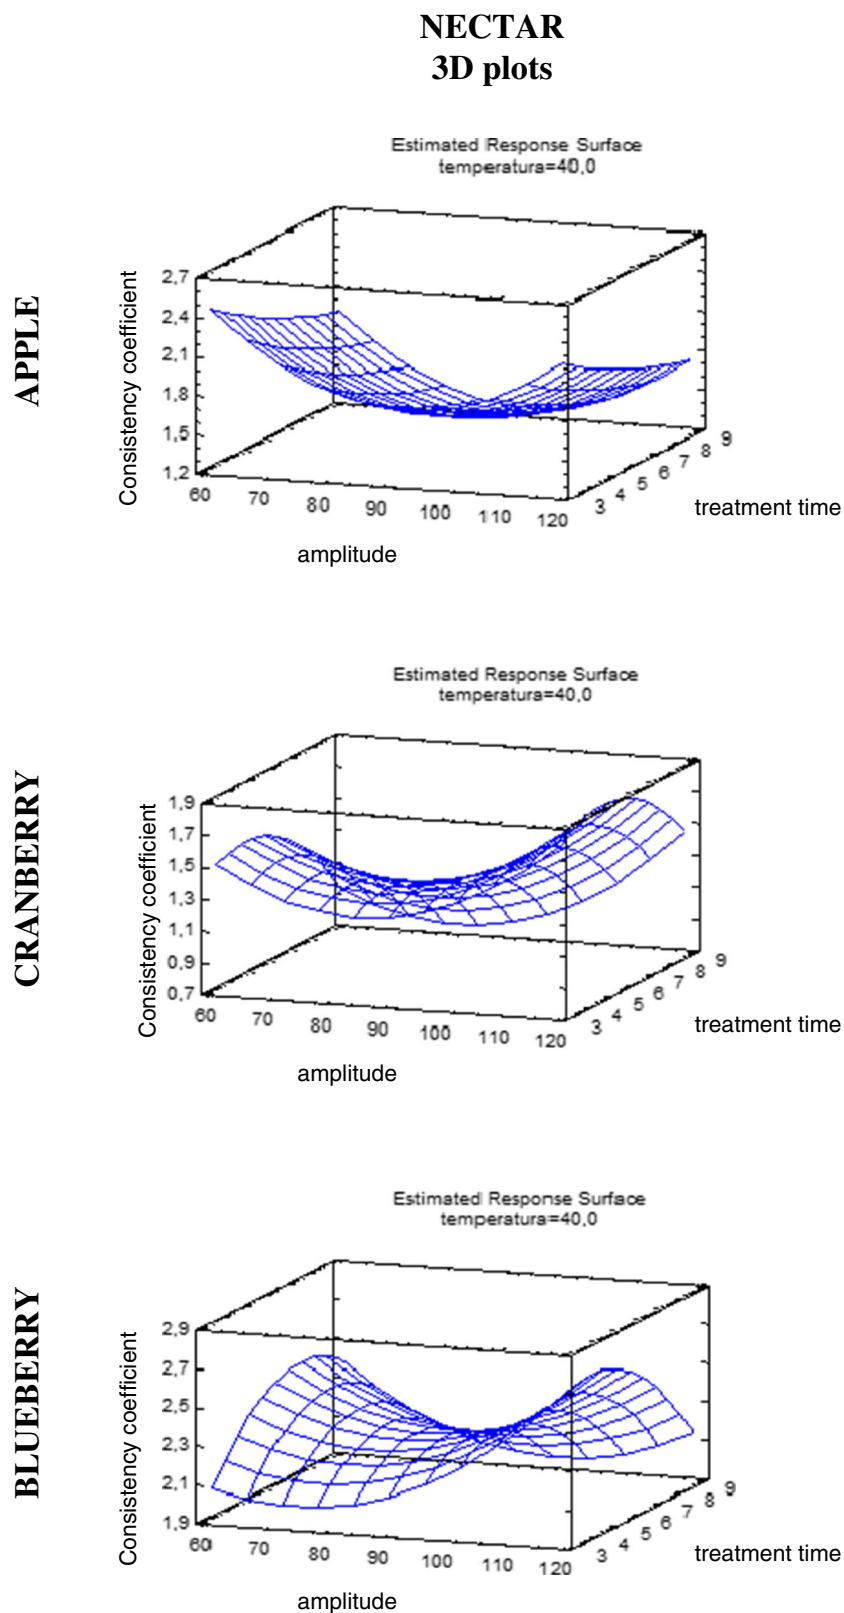 NECTAR
3D plots
APPLE
Estimated Response Surface
temperatura=40,0
Consistency coefficient
2,7
2,4
2,1
1,8
1,5
1,2
60 70 80 90 100 110 120
3 4 5 6 7 8 9
treatment time
amplitude
CRANBERRY
Estimated Response Surface
temperatura=40,0
Consistency coefficient
1,9
1,7
1,5
1,3
1,1
0,9
0,7
60 70 80 90 100 110 120
3 4 5 6 7 8 9
treatment time
amplitude
BLUEBERRY
Estimated Response Surface
temperatura=40,0
Consistency coefficient
2,9
2,7
2,5
2,3
2,1
1,9
60 70 80 90 100 110 120
3 4 5 6 7 8 9
treatment time
amplitude